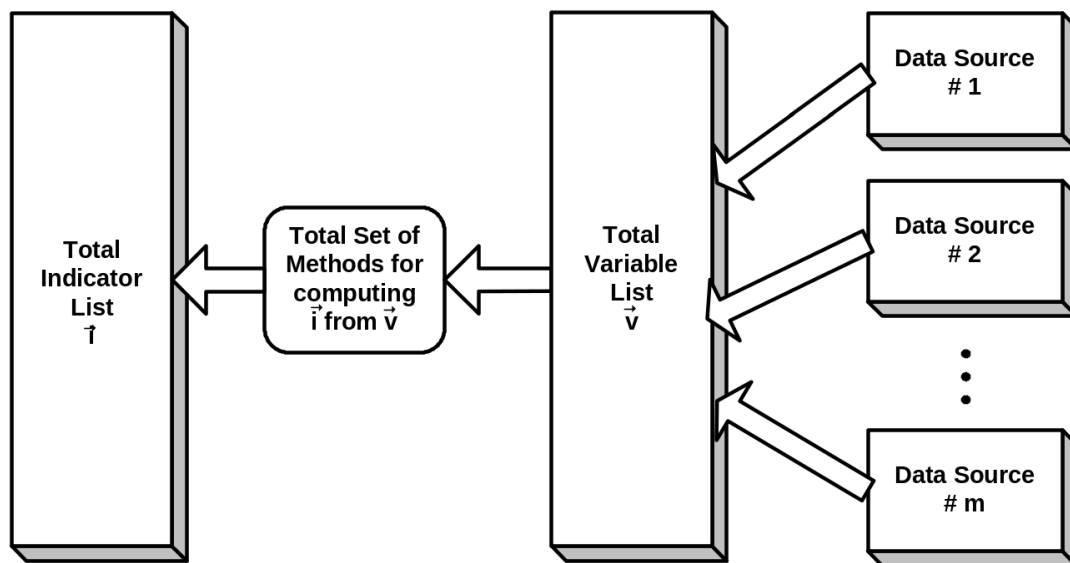 Total
Indicator
List
i⃗
Total Set of
Methods for
computing
i⃗ from v⃗
Total
Variable
List
v⃗
Data Source
# 1
Data Source
# 2
Data Source
# m